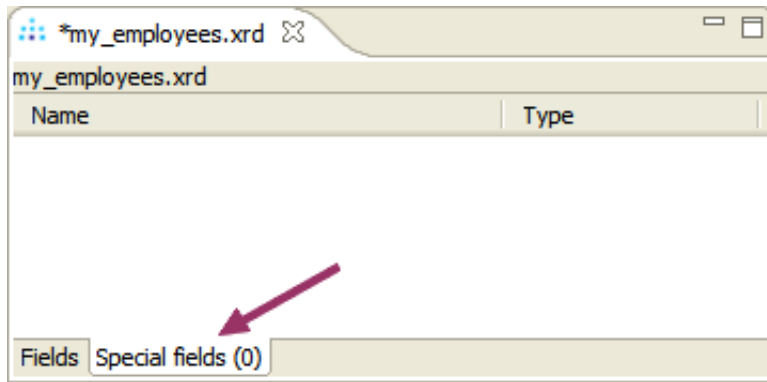 *my_employees.xrd
my_employees.xrd
Name Type
Fields Special fields (0)